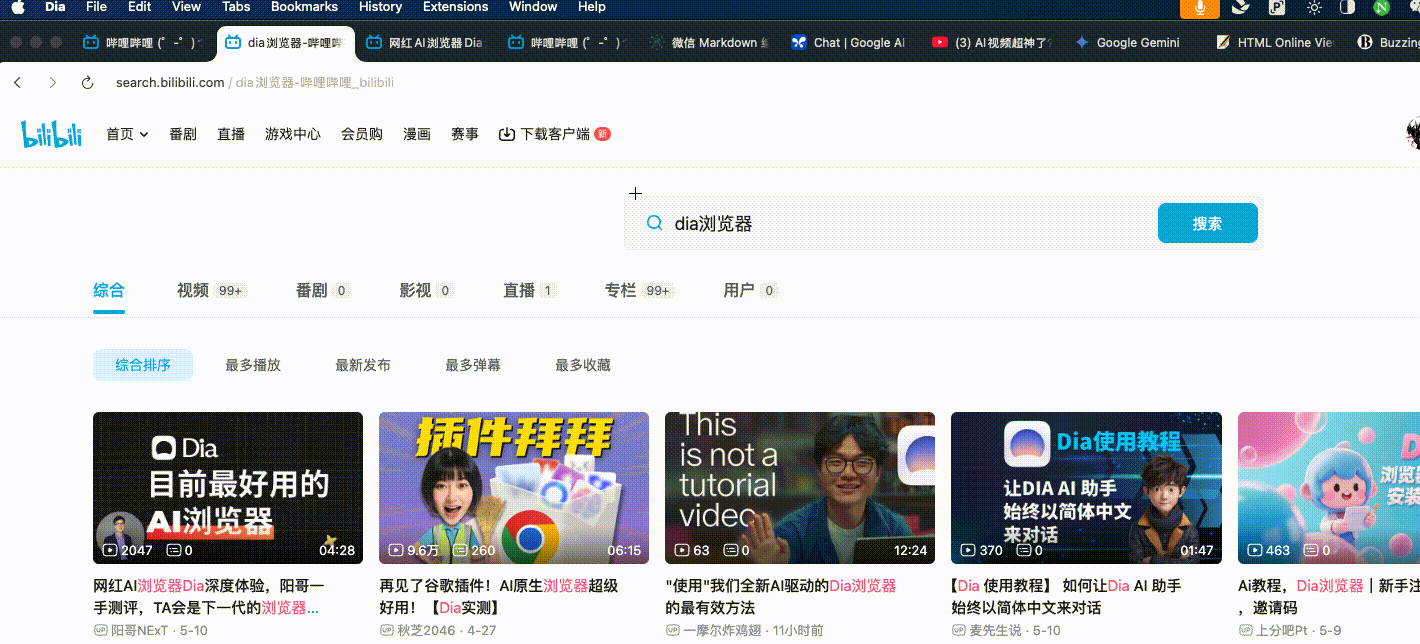 Dia File Edit View Tabs Bookmarks History Extensions Window Help
哔哩哔哩 (゜-゜)
dia浏览器-哔哩哔
网红AI浏览器Dia
哔哩哔哩 (゜-゜)
微信 Markdown
Chat | Google AI
(3) AI视频超神了?
Google Gemini
HTML Online Vie
Buzzing
search.bilibili.com / dia浏览器-哔哩哔哩_bilibili
bilibili
首页 番剧 直播 游戏中心 会员购 漫画 赛事 下载客户端 新
dia浏览器
搜索
综合 视频 99+ 番剧 0 影视 0 直播 1 专栏 99+ 用户 0
综合排序 最多播放 最新发布 最多弹幕 最多收藏
Dia
目前最好用的
AI浏览器
2047 0 04:28
网红AI浏览器Dia深度体验，阳哥一
手测评，TA会是下一代的浏览器...
阳哥NExT · 5-10
插件拜拜
9.6万 260 06:15
再见了谷歌插件！AI原生浏览器超级
好用！【Dia实测】
秋芝2046 · 4-27
This
is not a
tutorial
video
63 0 12:24
"使用"我们全新AI驱动的Dia浏览器
的最有效方法
一摩尔炸鸡翅 · 11小时前
Dia使用教程
让DIA AI 助手
始终以简体中文
来对话
370 0 01:47
【Dia 使用教程】 如何让Dia AI 助手
始终以简体中文来对话
麦先生说 · 5-10
D
浏览器
安装
463 0
Ai教程，Dia浏览器｜新手注
，邀请码
上分吧Pt · 5-9